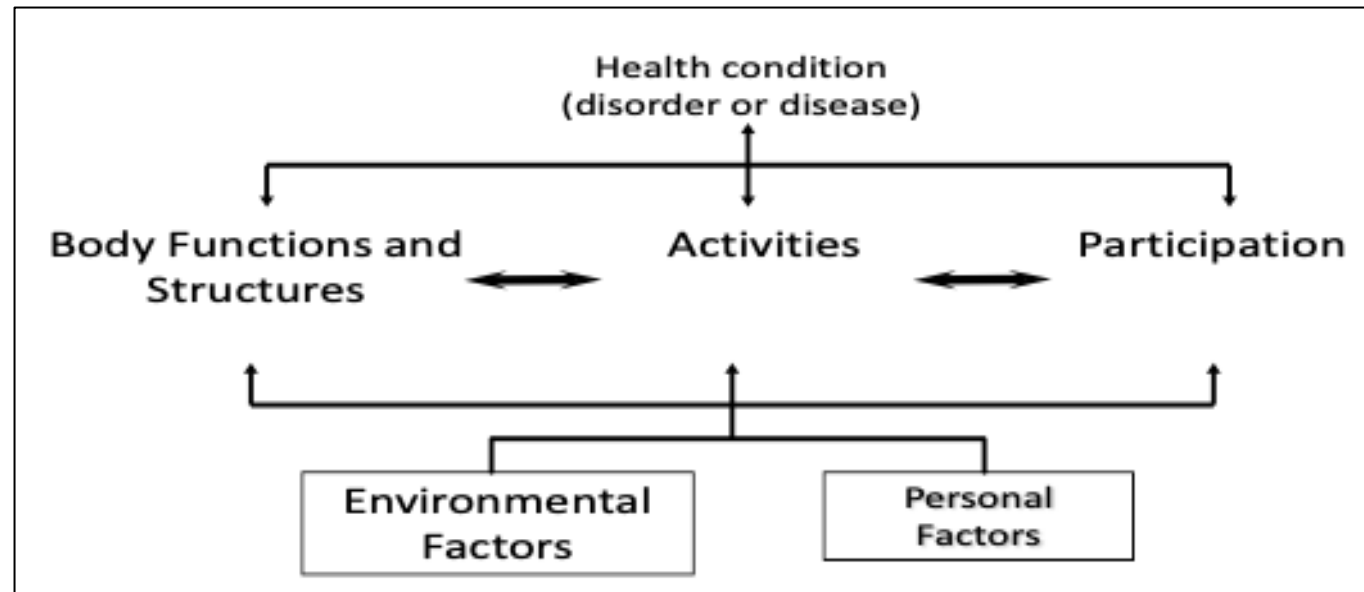 Health condition
(disorder or disease)
Body Functions and
Structures
Activities
Participation
Environmental
Factors
Personal
Factors